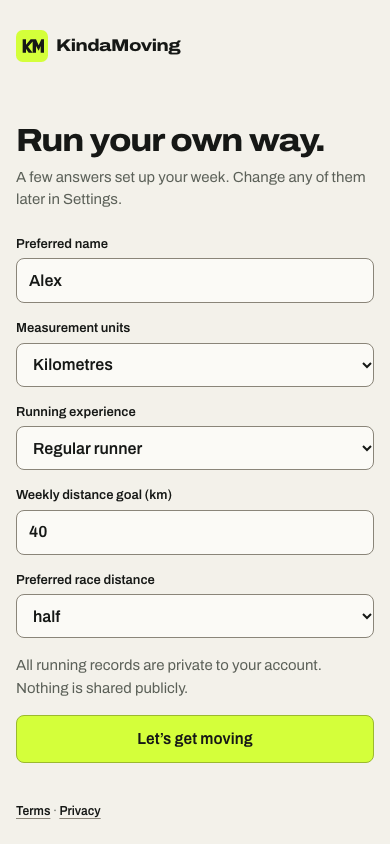 KM KindaMoving
Run your own way.
A few answers set up your week. Change any of them
later in Settings.
Preferred name
Alex
Measurement units
Kilometres
Running experience
Regular runner
Weekly distance goal (km)
40
Preferred race distance
half
All running records are private to your account.
Nothing is shared publicly.
Let’s get moving
Terms · Privacy